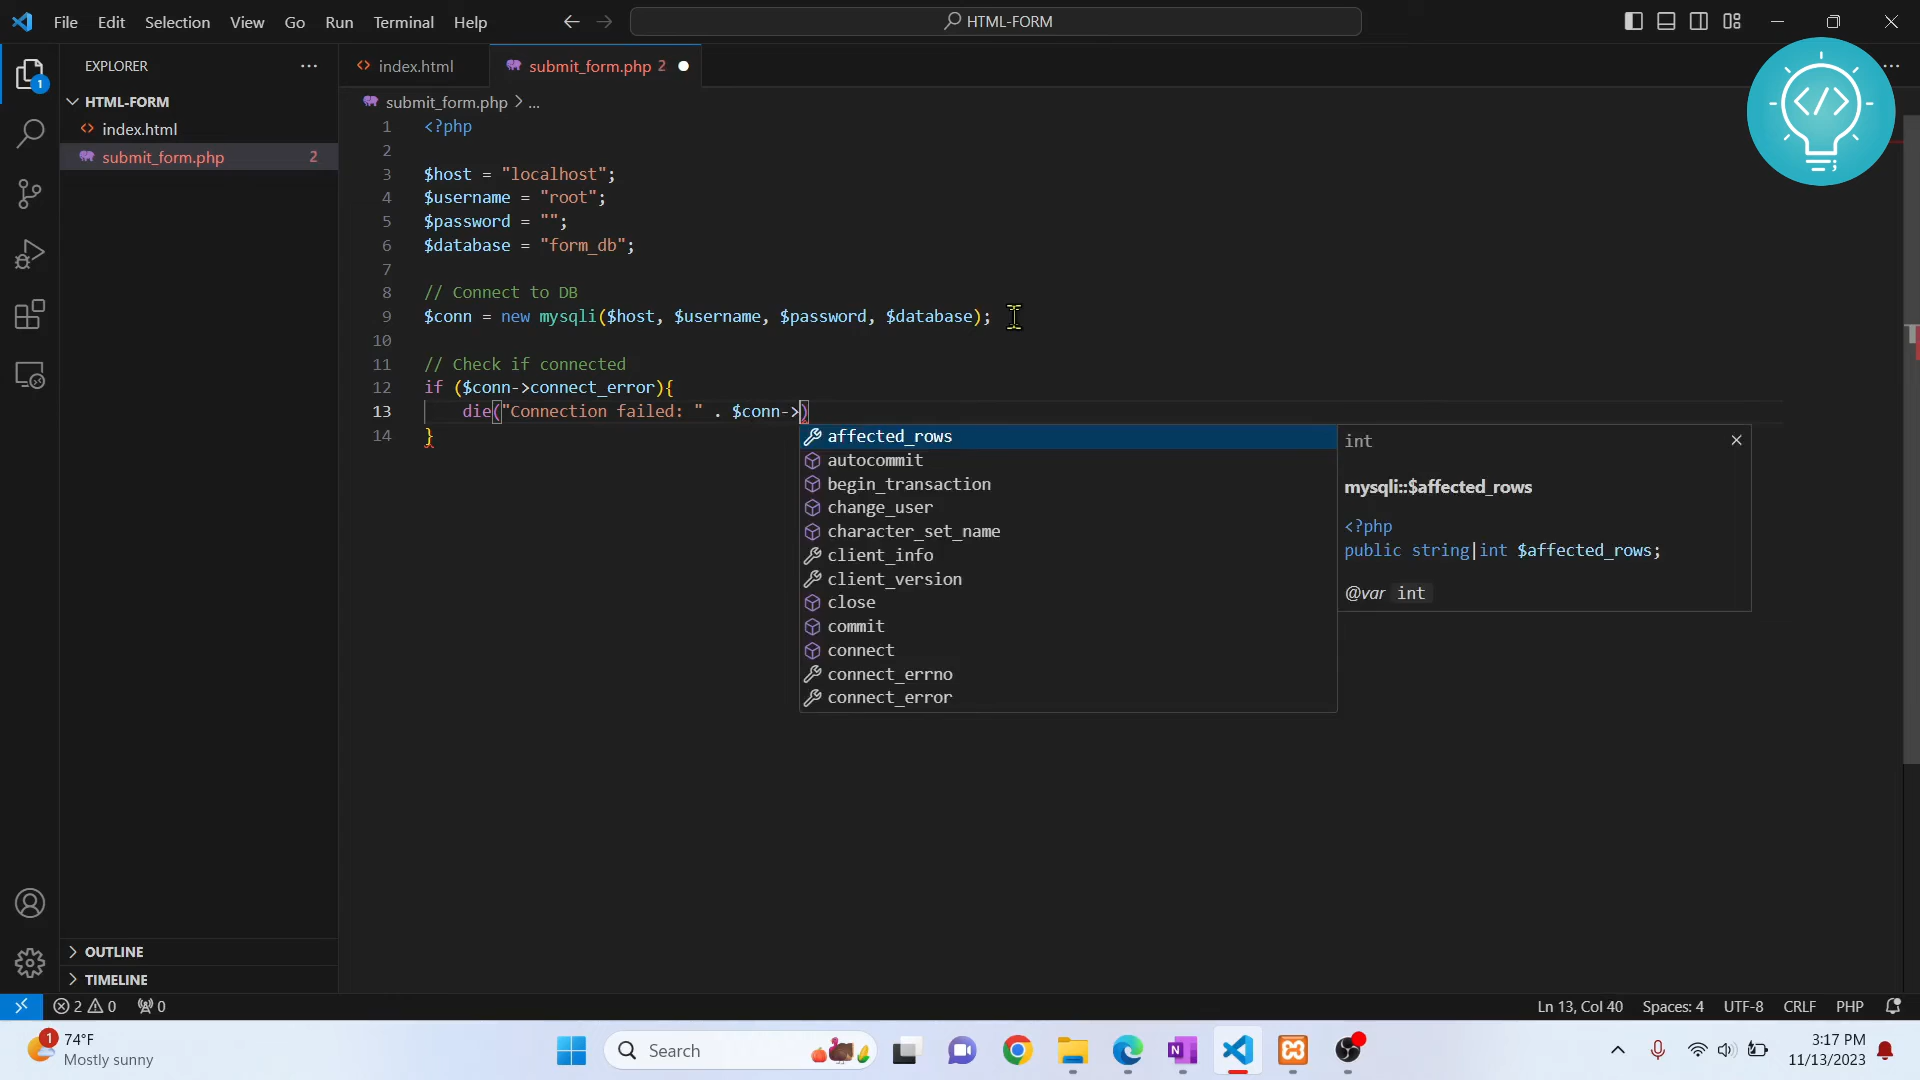 File Edit Selection View Go Run Terminal Help HTML-FORM
EXPLORER
index.html submit_form.php 2
HTML-FORM
index.html
submit_form.php 2
submit_form.php > ...
1 <?php
2
3 $host = "localhost";
4 $username = "root";
5 $password = "";
6 $database = "form_db";
7
8 // Connect to DB
9 $conn = new mysqli($host, $username, $password, $database);
10
11 // Check if connected
12 if ($conn->connect_error){
13 die("Connection failed: " . $conn->)
14 }
affected_rows
autocommit
begin_transaction
change_user
character_set_name
client_info
client_version
close
commit
connect
connect_errno
connect_error
int
mysqli::$affected_rows
<?php
public string|int $affected_rows;
@var int
</>
;
1
OUTLINE
TIMELINE
2 0 0 Ln 13, Col 40 Spaces: 4 UTF-8 CRLF PHP
1 74°F
Mostly sunny
Search
N
3:17 PM
11/13/2023